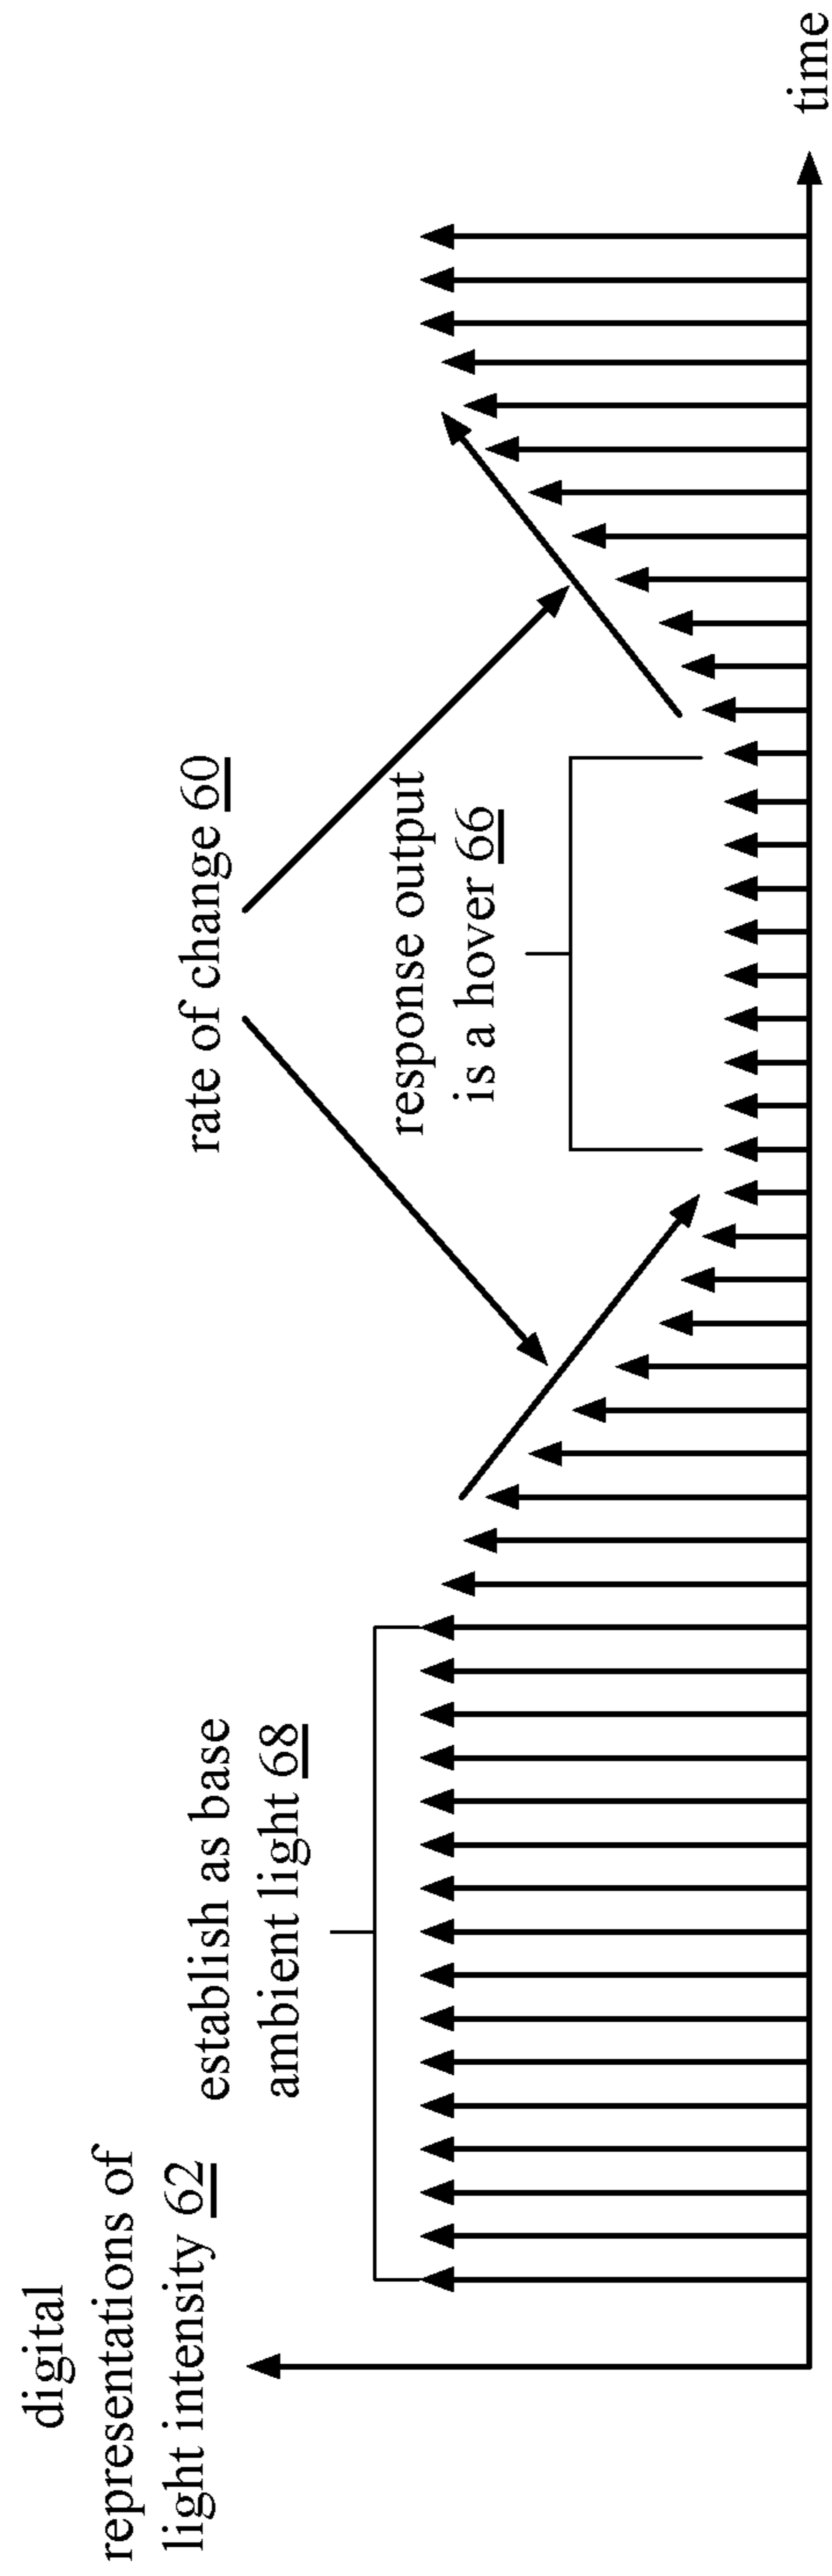 digital
representations of
light intensity 62
establish as base
ambient light 68
rate of change 60
response output
is a hover 66
time